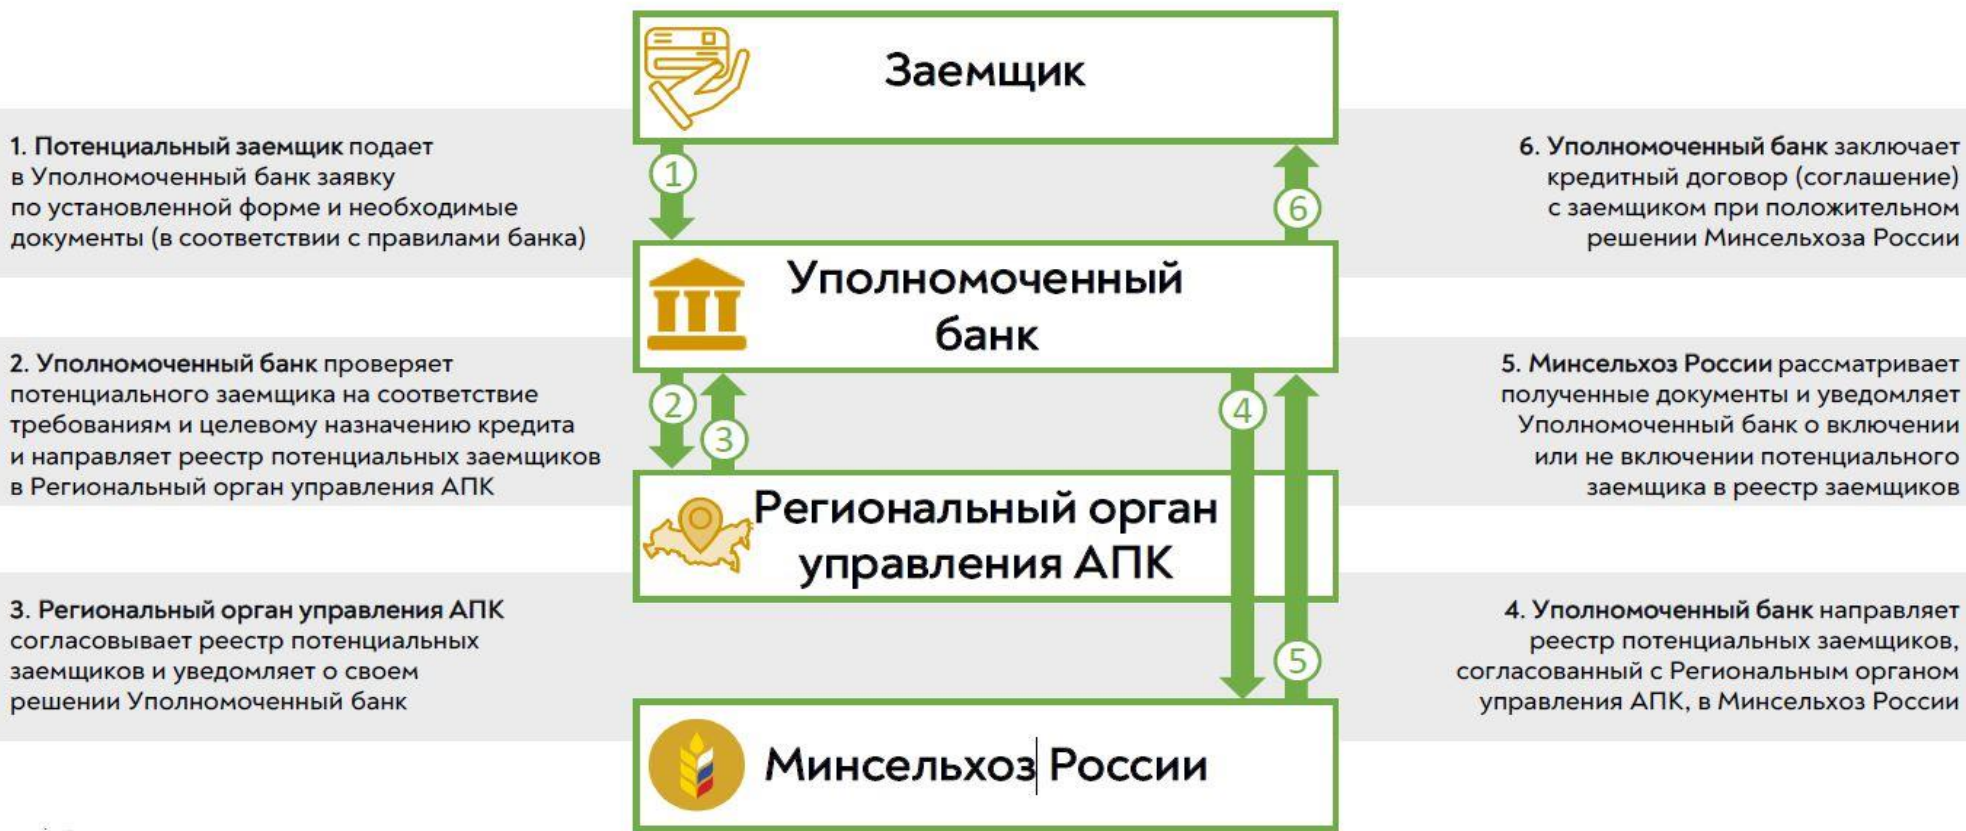 Заемщик
1. Потенциальный заемщик подает
в Уполномоченный банк заявку
по установленной форме и необходимые
документы (в соответствии с правилами банка)
1
6
6. Уполномоченный банк заключает
кредитный договор (соглашение)
с заемщиком при положительном
решении Минсельхоза России
Уполномоченный
банк
2. Уполномоченный банк проверяет
потенциального заемщика на соответствие
требованиям и целевому назначению кредита
и направляет реестр потенциальных заемщиков
в Региональный орган управления АПК
2
3
4
5. Минсельхоз России рассматривает
полученные документы и уведомляет
Уполномоченный банк о включении
или не включении потенциального
заемщика в реестр заемщиков
Региональный орган
управления АПК
3. Региональный орган управления АПК
согласовывает реестр потенциальных
заемщиков и уведомляет о своем
решении Уполномоченный банк
5
4. Уполномоченный банк направляет
реестр потенциальных заемщиков,
согласованный с Региональным органом
управления АПК, в Минсельхоз России
Минсельхоз России